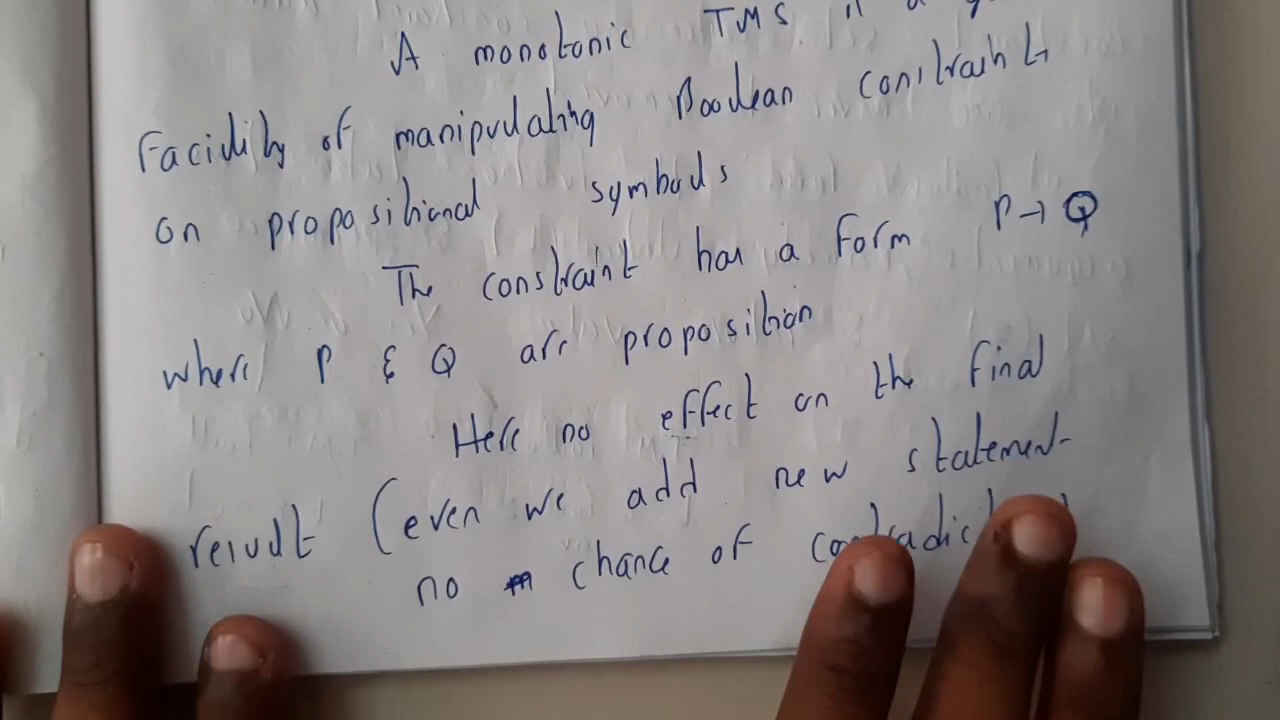 A monotonic TMS is a
Facility of manipulating Boolean constraints
on propositional symbols
The constraint has a form P → Q
where P & Q are proposition
Here no effect on the final
result (even we add new statement
no chance of